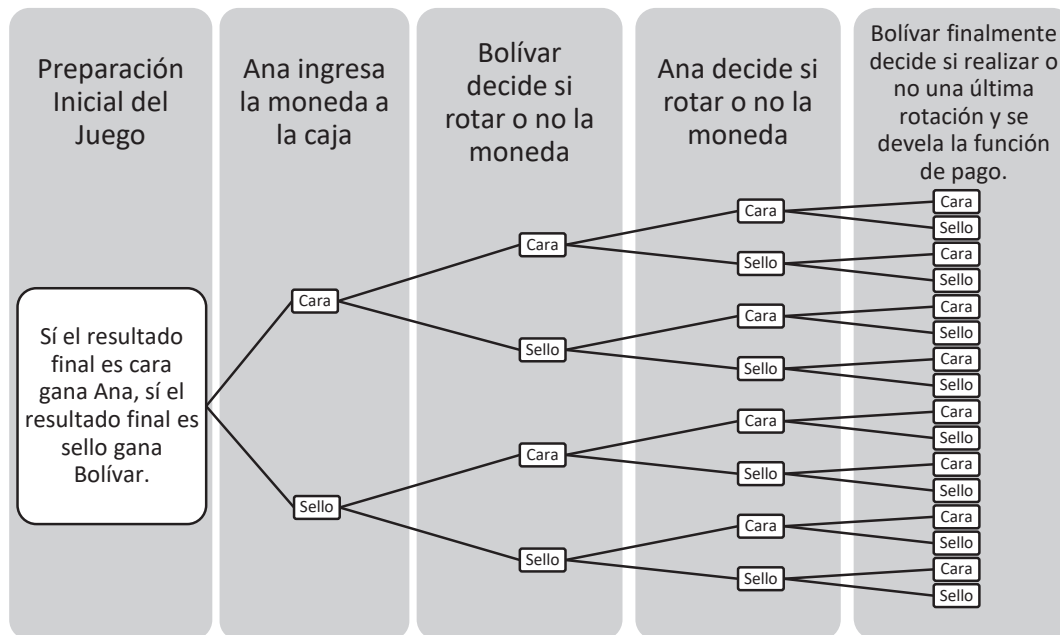 Preparación
Inicial del
Juego
Ana ingresa
la moneda a
la caja
Bolívar
decide si
rotar o no la
moneda
Ana decide si
rotar o no la
moneda
Bolívar finalmente
decide si realizar o
no una última
rotación y se
devela la función
de pago.
Sí el resultado
final es cara
gana Ana, sí el
resultado final es
sello gana
Bolívar.
Cara
Sello
Cara
Sello
Cara
Sello
Cara
Sello
Cara
Sello
Cara
Sello
Cara
Sello
Cara
Sello
Cara
Sello
Cara
Sello
Cara
Sello
Cara
Sello
Cara
Sello
Cara
Sello
Cara
Sello